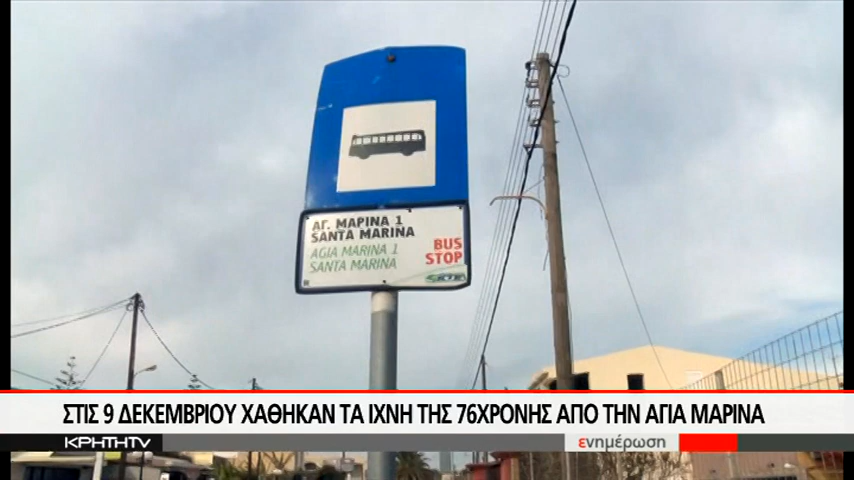 ΑΓ. ΜΑΡΙΝΑ 1
SANTA MARINA
AGIA MARINA 1
SANTA MARINA
BUS
STOP
ΣΤΙΣ 9 ΔΕΚΕΜΒΡΙΟΥ ΧΑΘΗΚΑΝ ΤΑ ΙΧΝΗ ΤΗΣ 76ΧΡΟΝΗΣ ΑΠΟ ΤΗΝ ΑΓΙΑ ΜΑΡΙΝΑ
ΚΡΗΤΗTV
ενημέρωση